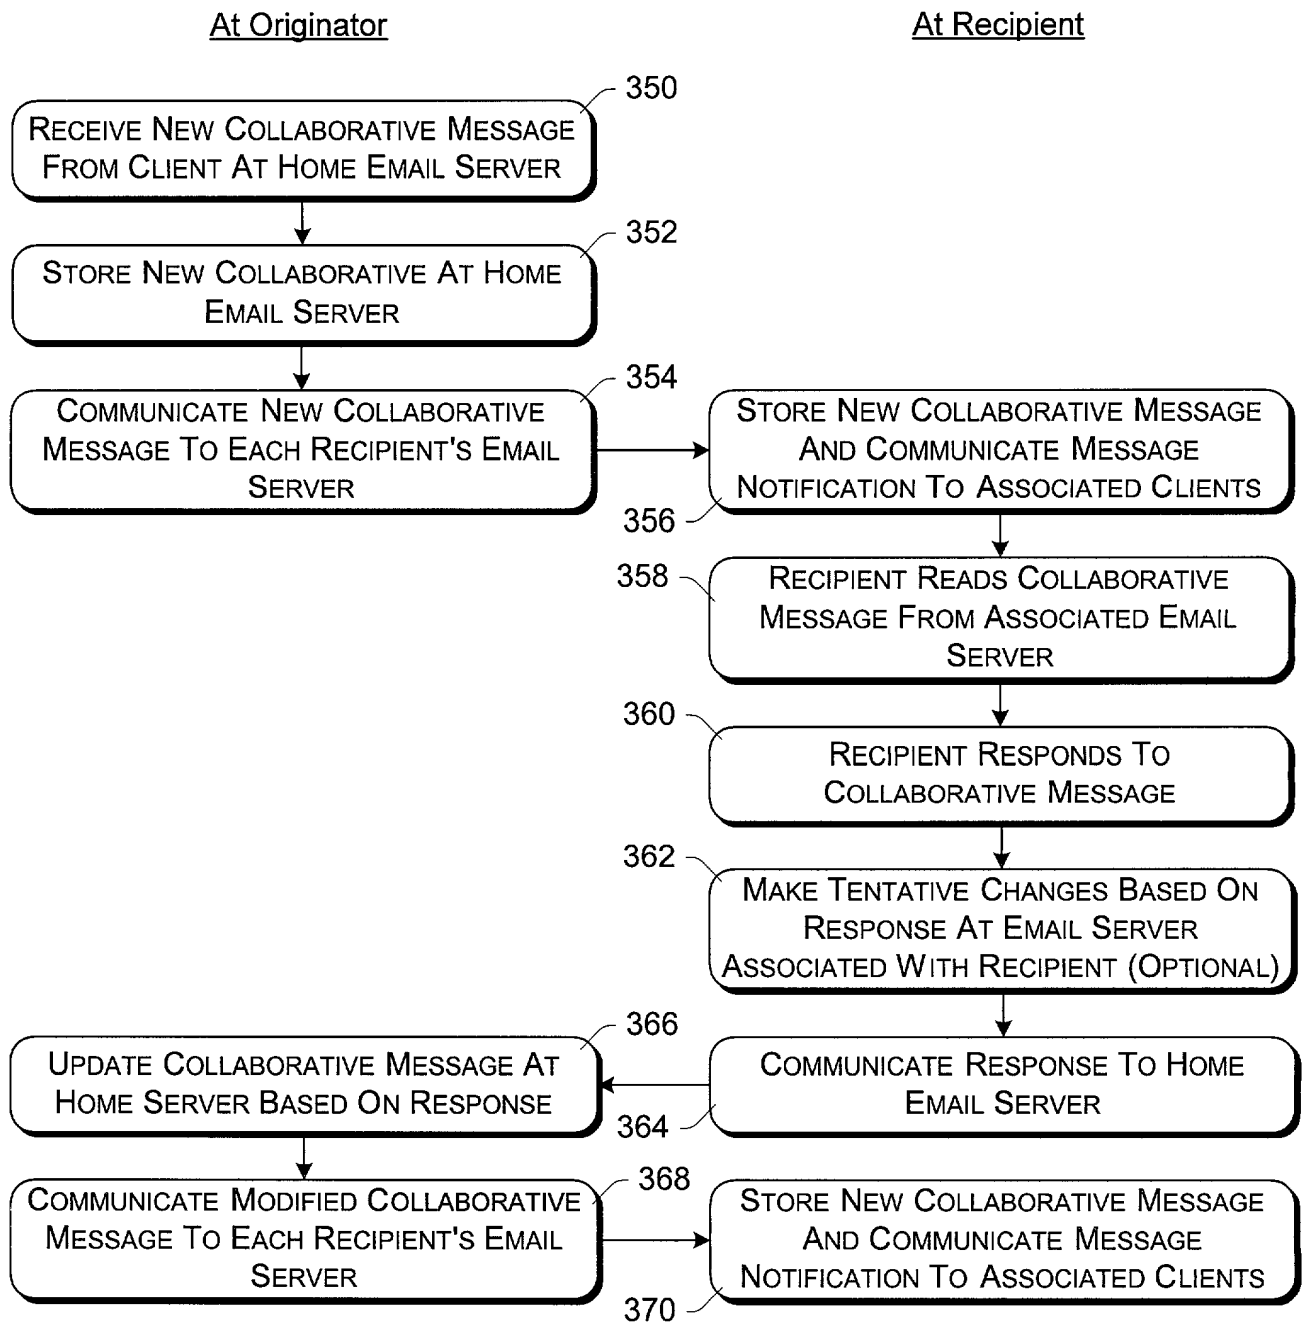 At Originator
At Recipient
350
RECEIVE NEW COLLABORATIVE MESSAGE
FROM CLIENT AT HOME EMAIL SERVER
352
STORE NEW COLLABORATIVE AT HOME
EMAIL SERVER
354
COMMUNICATE NEW COLLABORATIVE
MESSAGE TO EACH RECIPIENT'S EMAIL
SERVER
STORE NEW COLLABORATIVE MESSAGE
AND COMMUNICATE MESSAGE
NOTIFICATION TO ASSOCIATED CLIENTS
356
358
RECIPIENT READS COLLABORATIVE
MESSAGE FROM ASSOCIATED EMAIL
SERVER
360
RECIPIENT RESPONDS TO
COLLABORATIVE MESSAGE
362
MAKE TENTATIVE CHANGES BASED ON
RESPONSE AT EMAIL SERVER
ASSOCIATED WITH RECIPIENT (OPTIONAL)
COMMUNICATE RESPONSE TO HOME
EMAIL SERVER
364
366
UPDATE COLLABORATIVE MESSAGE AT
HOME SERVER BASED ON RESPONSE
368
COMMUNICATE MODIFIED COLLABORATIVE
MESSAGE TO EACH RECIPIENT'S EMAIL
SERVER
STORE NEW COLLABORATIVE MESSAGE
AND COMMUNICATE MESSAGE
NOTIFICATION TO ASSOCIATED CLIENTS
370